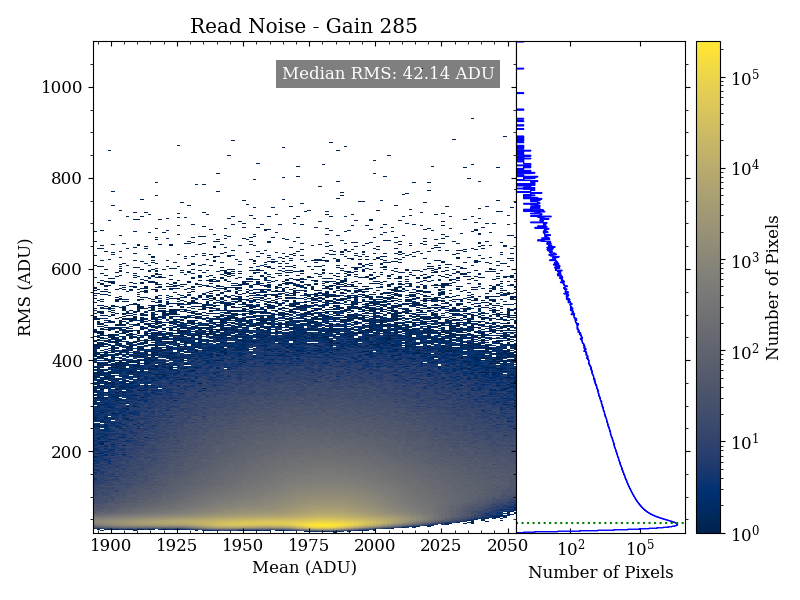 Read Noise - Gain 285
Median RMS: 42.14 ADU
RMS (ADU)
1000
800
600
400
200
1900 1925 1950 1975 2000 2025 2050
Mean (ADU)
10² 10⁵
Number of Pixels
10⁵
10⁴
10³
10²
10¹
10⁰
Number of Pixels